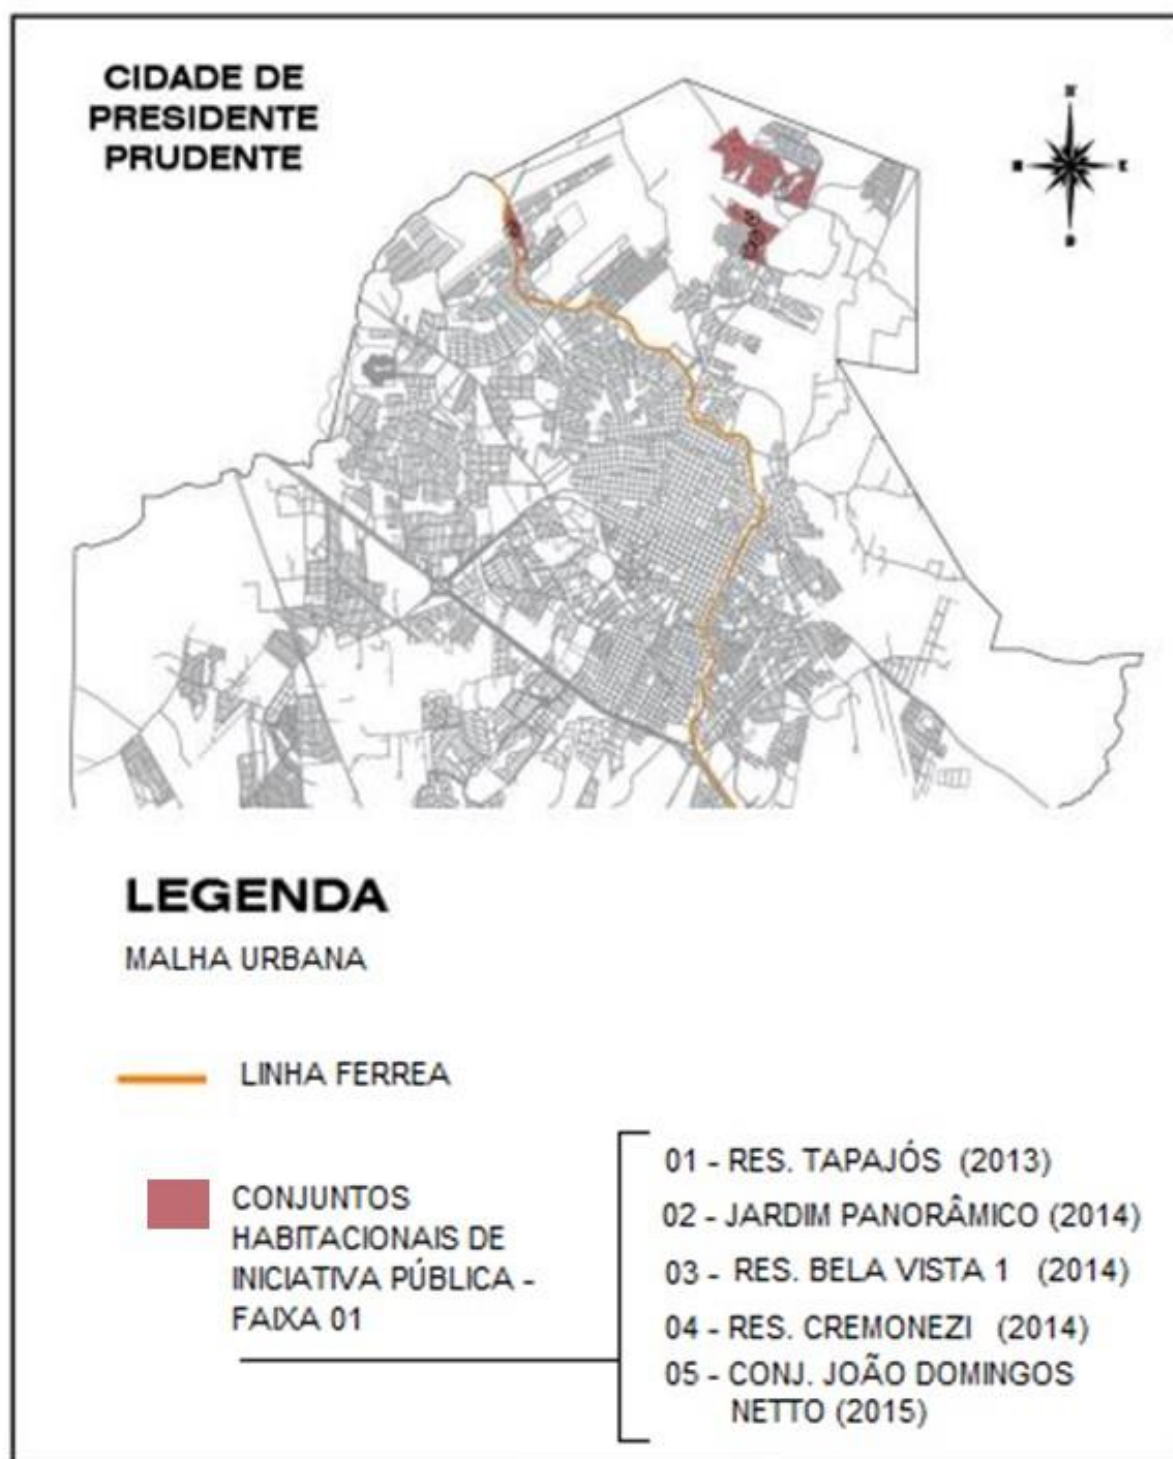 CIDADE DE
PRESIDENTE
PRUDENTE
E
LEGENDA
MALHA URBANA
LINHA FERREA
CONJUNTOS
HABITACIONAIS DE
INICIATIVA PÚBLICA -
FAIXA 01
01 - RES. TAPAJÓS (2013)
02 - JARDIM PANORÂMICO (2014)
03 - RES. BELA VISTA 1 (2014)
04 - RES. CREMONEZI (2014)
05 - CONJ. JOÃO DOMINGOS
NETTO (2015)